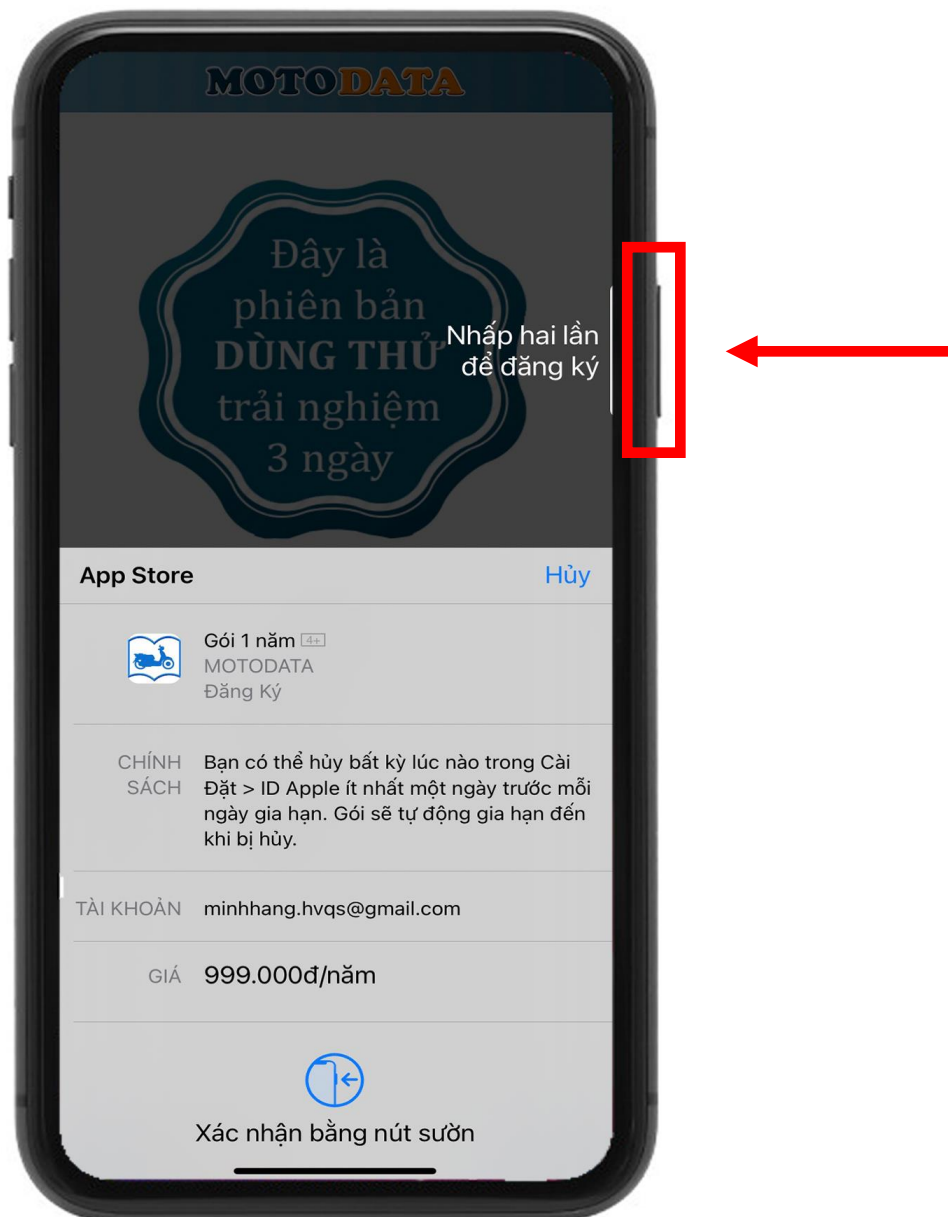 MOTODATA
Đây là
phiên bản
DÙNG THỬ
trải nghiệm
3 ngày
Nhấp hai lần
để đăng ký
App Store
Hủy
Gói 1 năm 4+
MOTODATA
Đăng Ký
CHÍNH
SÁCH
Bạn có thể hủy bất kỳ lúc nào trong Cài
Đặt > ID Apple ít nhất một ngày trước mỗi
ngày gia hạn. Gói sẽ tự động gia hạn đến
khi bị hủy.
TÀI KHOẢN minhhang.hvqs@gmail.com
GIÁ 999.000đ/năm
Xác nhận bằng nút sườn